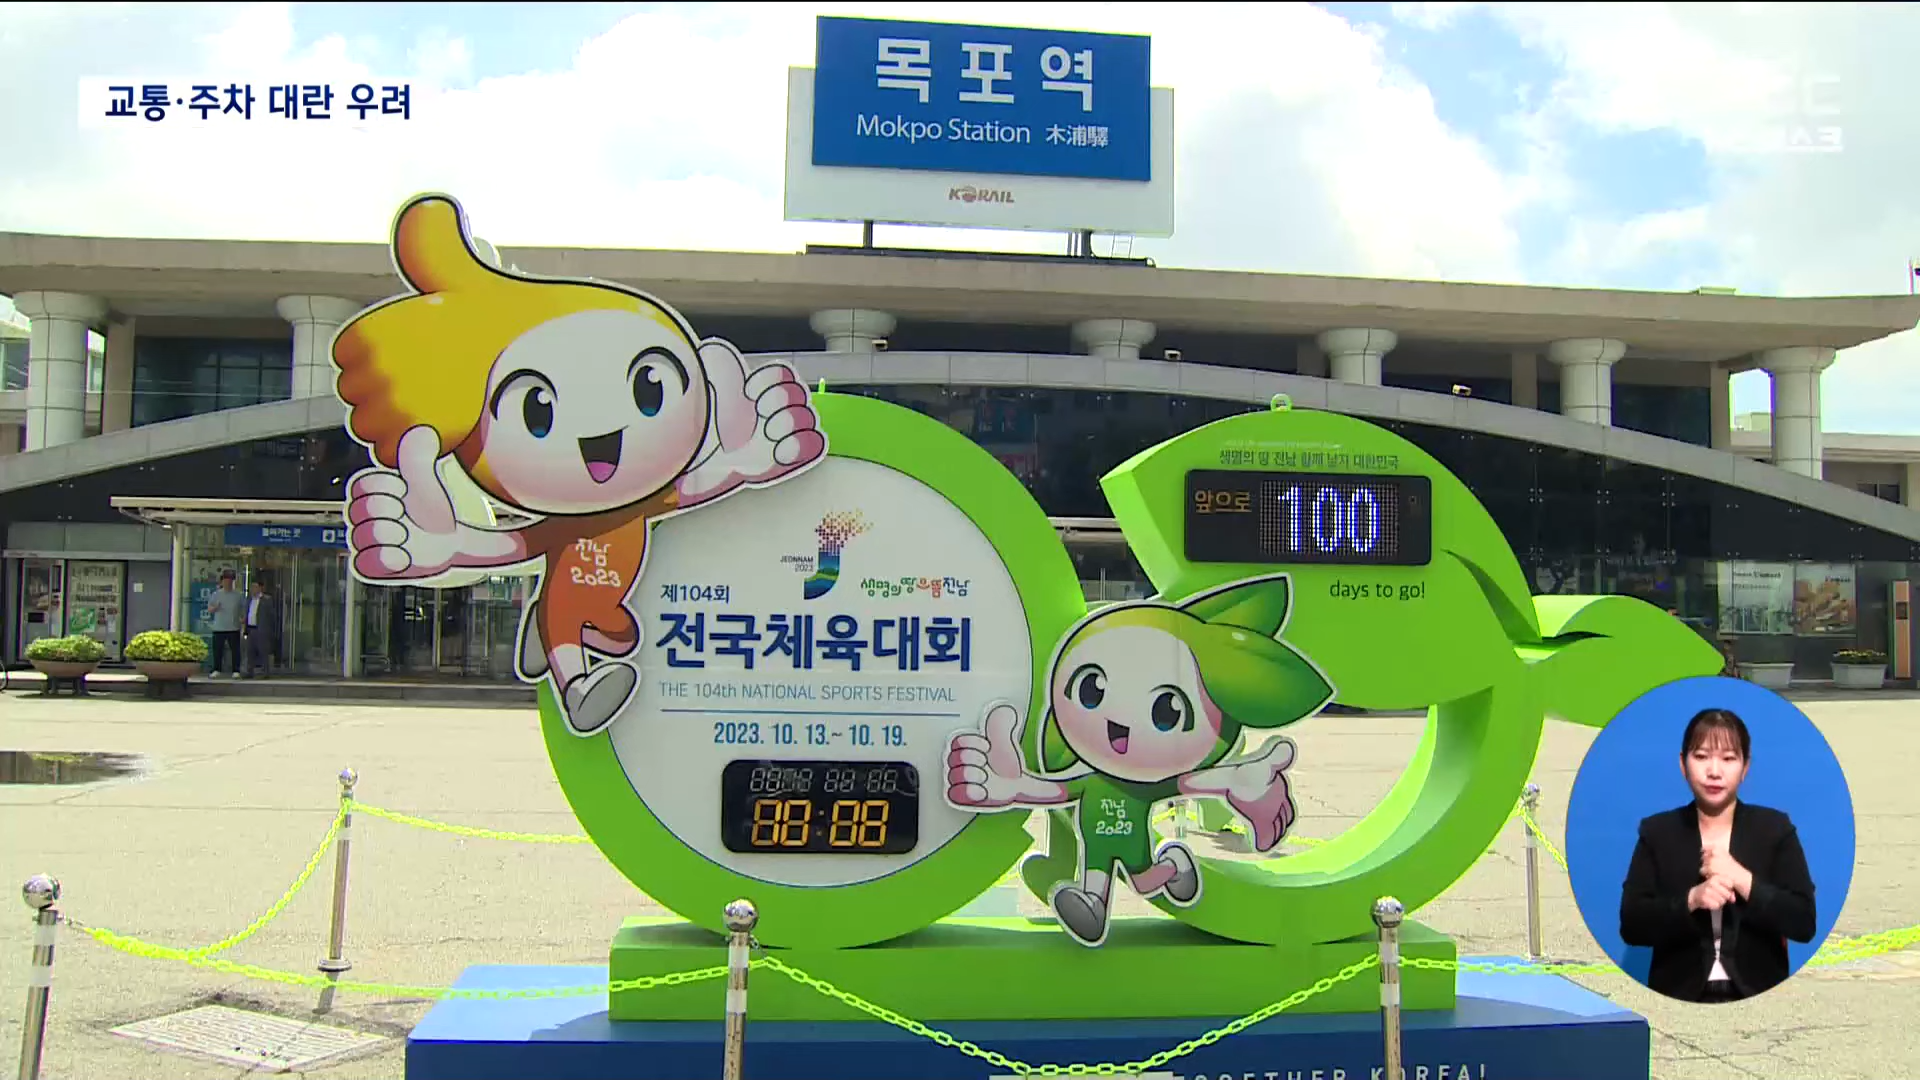 교통·주차 대란 우려
목포역
Mokpo Station 木浦驛
KORAIL
생명의 땅 전남 함께 날자 대한민국
앞으로 100
days to go!
JEONNAM
2023
생명의땅으뜸전남
제104회
전국체육대회
THE 104th NATIONAL SPORTS FESTIVAL
2023. 10. 13.~ 10. 19.
88:88
전남
2023
전남
2023
KOREA!